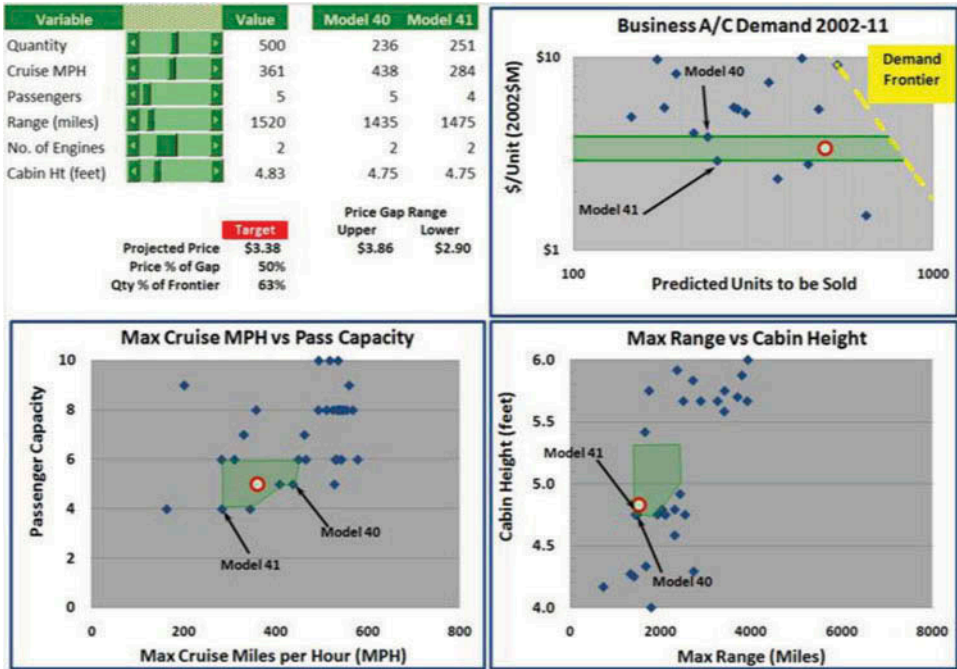 Variable Value Model 40 Model 41
Quantity 500 236 251
Cruise MPH 361 438 284
Passengers 5 5 4
Range (miles) 1520 1435 1475
No. of Engines 2 2 2
Cabin Ht (feet) 4.83 4.75 4.75
Price Gap Range
Target Upper Lower
Projected Price $3.38 $3.86 $2.90
Price % of Gap 50%
Qty % of Frontier 63%
Business A/C Demand 2002-11
$/Unit (2002$M)
$10
Model 40
Demand
Frontier
Model 41
$1
100 1000
Predicted Units to be Sold
Max Cruise MPH vs Pass Capacity
Passenger Capacity
10
8
6
4
2
0
Model 40
Model 41
0 200 400 600 800
Max Cruise Miles per Hour (MPH)
Max Range vs Cabin Height
Cabin Height (feet)
6.0
5.5
Model 41
5.0
4.5
Model 40
4.0
0 2000 4000 6000 8000
Max Range (Miles)